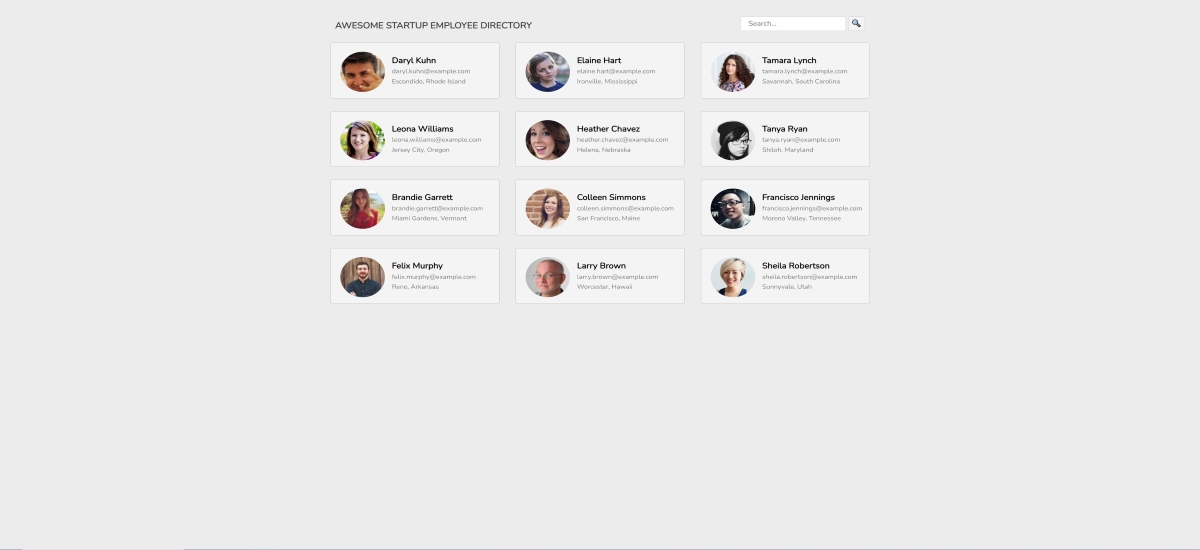 AWESOME STARTUP EMPLOYEE DIRECTORY
Search...
Daryl Kuhn
daryl.kuhn@example.com
Escondido, Rhode Island
Elaine Hart
elaine.hart@example.com
Ironville, Mississippi
Tamara Lynch
tamara.lynch@example.com
Savannah, South Carolina
Leona Williams
leona.williams@example.com
Jersey City, Oregon
Heather Chavez
heather.chavez@example.com
Helena, Nebraska
Tanya Ryan
tanya.ryan@example.com
Shiloh, Maryland
Brandie Garrett
brandie.garrett@example.com
Miami Gardens, Vermont
Colleen Simmons
colleen.simmons@example.com
San Francisco, Maine
Francisco Jennings
francisco.jennings@example.com
Moreno Valley, Tennessee
Felix Murphy
felix.murphy@example.com
Reno, Arkansas
Larry Brown
larry.brown@example.com
Worcester, Hawaii
Sheila Robertson
sheila.robertson@example.com
Sunnyvale, Utah